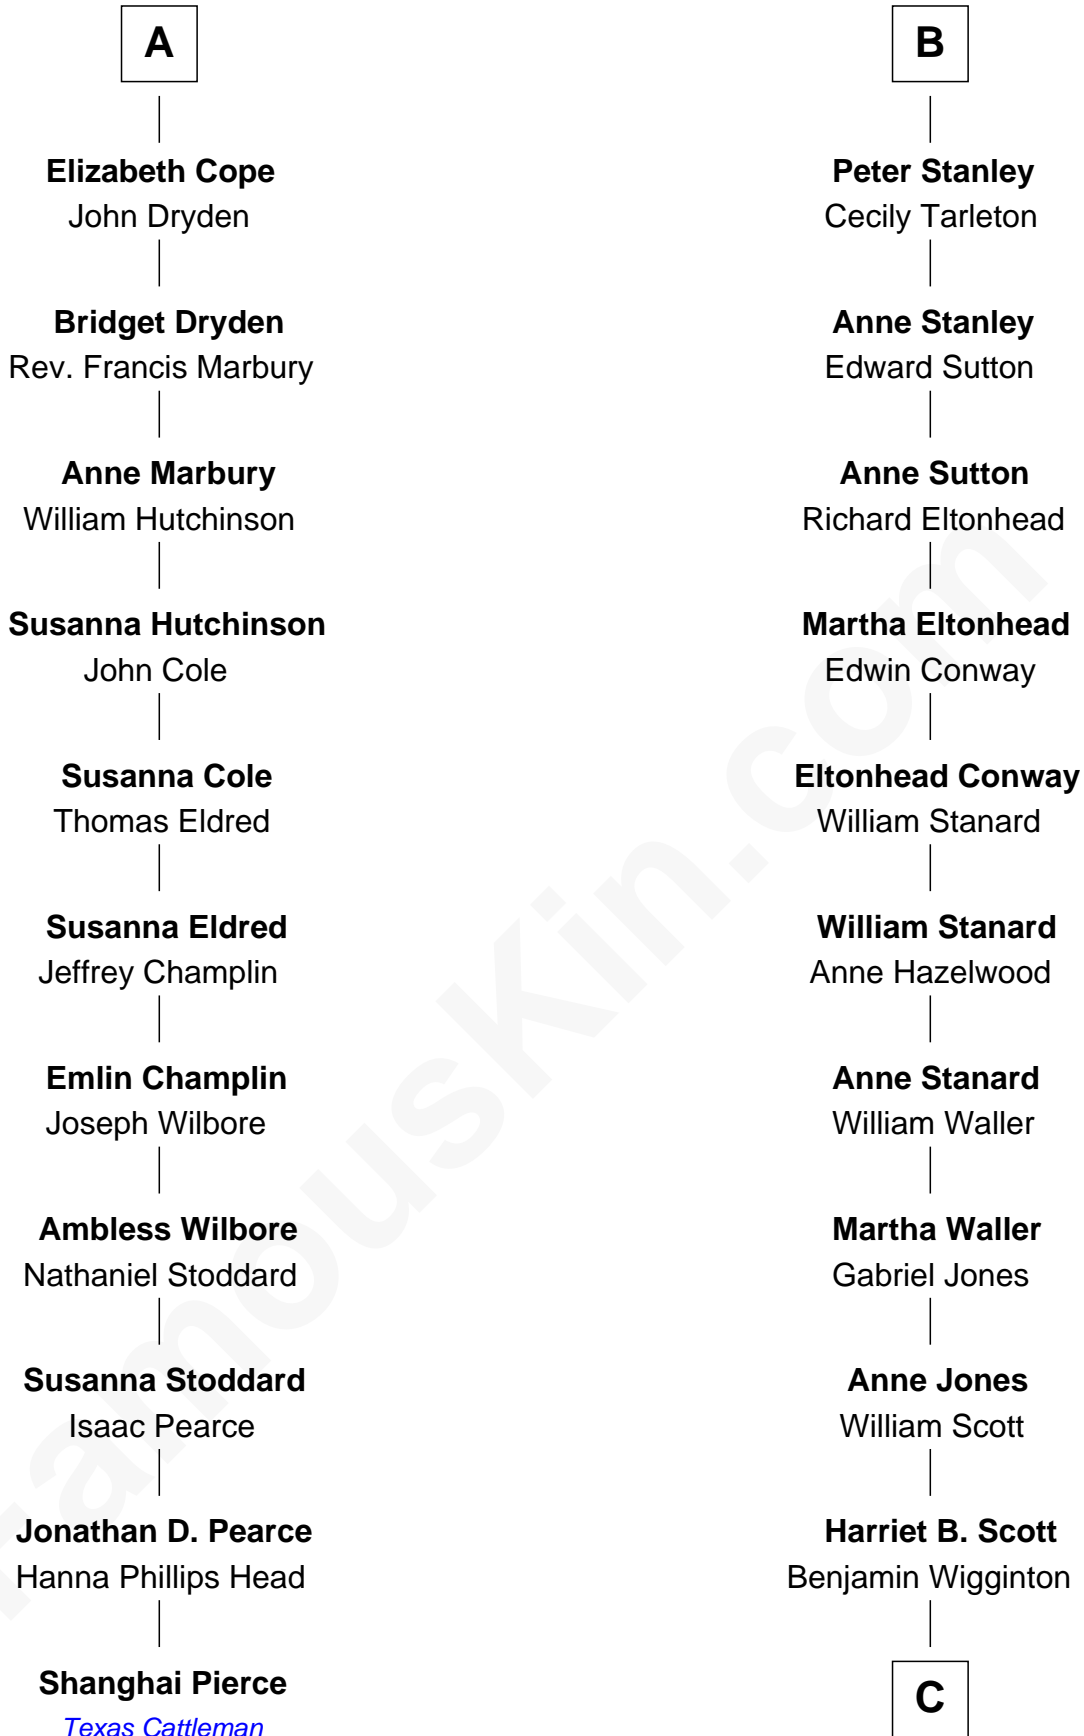 A
Elizabeth Cope
John Dryden
Bridget Dryden
Rev. Francis Marbury
Anne Marbury
William Hutchinson
Susanna Hutchinson
John Cole
Susanna Cole
Thomas Eldred
Susanna Eldred
Jeffrey Champlin
Emlin Champlin
Joseph Wilbore
Ambless Wilbore
Nathaniel Stoddard
Susanna Stoddard
Isaac Pearce
Jonathan D. Pearce
Hanna Phillips Head
Shanghai Pierce
Texas Cattleman
B
Peter Stanley
Cecily Tarleton
Anne Stanley
Edward Sutton
Anne Sutton
Richard Eltonhead
Martha Eltonhead
Edwin Conway
Eltonhead Conway
William Stanard
William Stanard
Anne Hazelwood
Anne Stanard
William Waller
Martha Waller
Gabriel Jones
Anne Jones
William Scott
Harriet B. Scott
Benjamin Wigginton
C
FamousKin.com